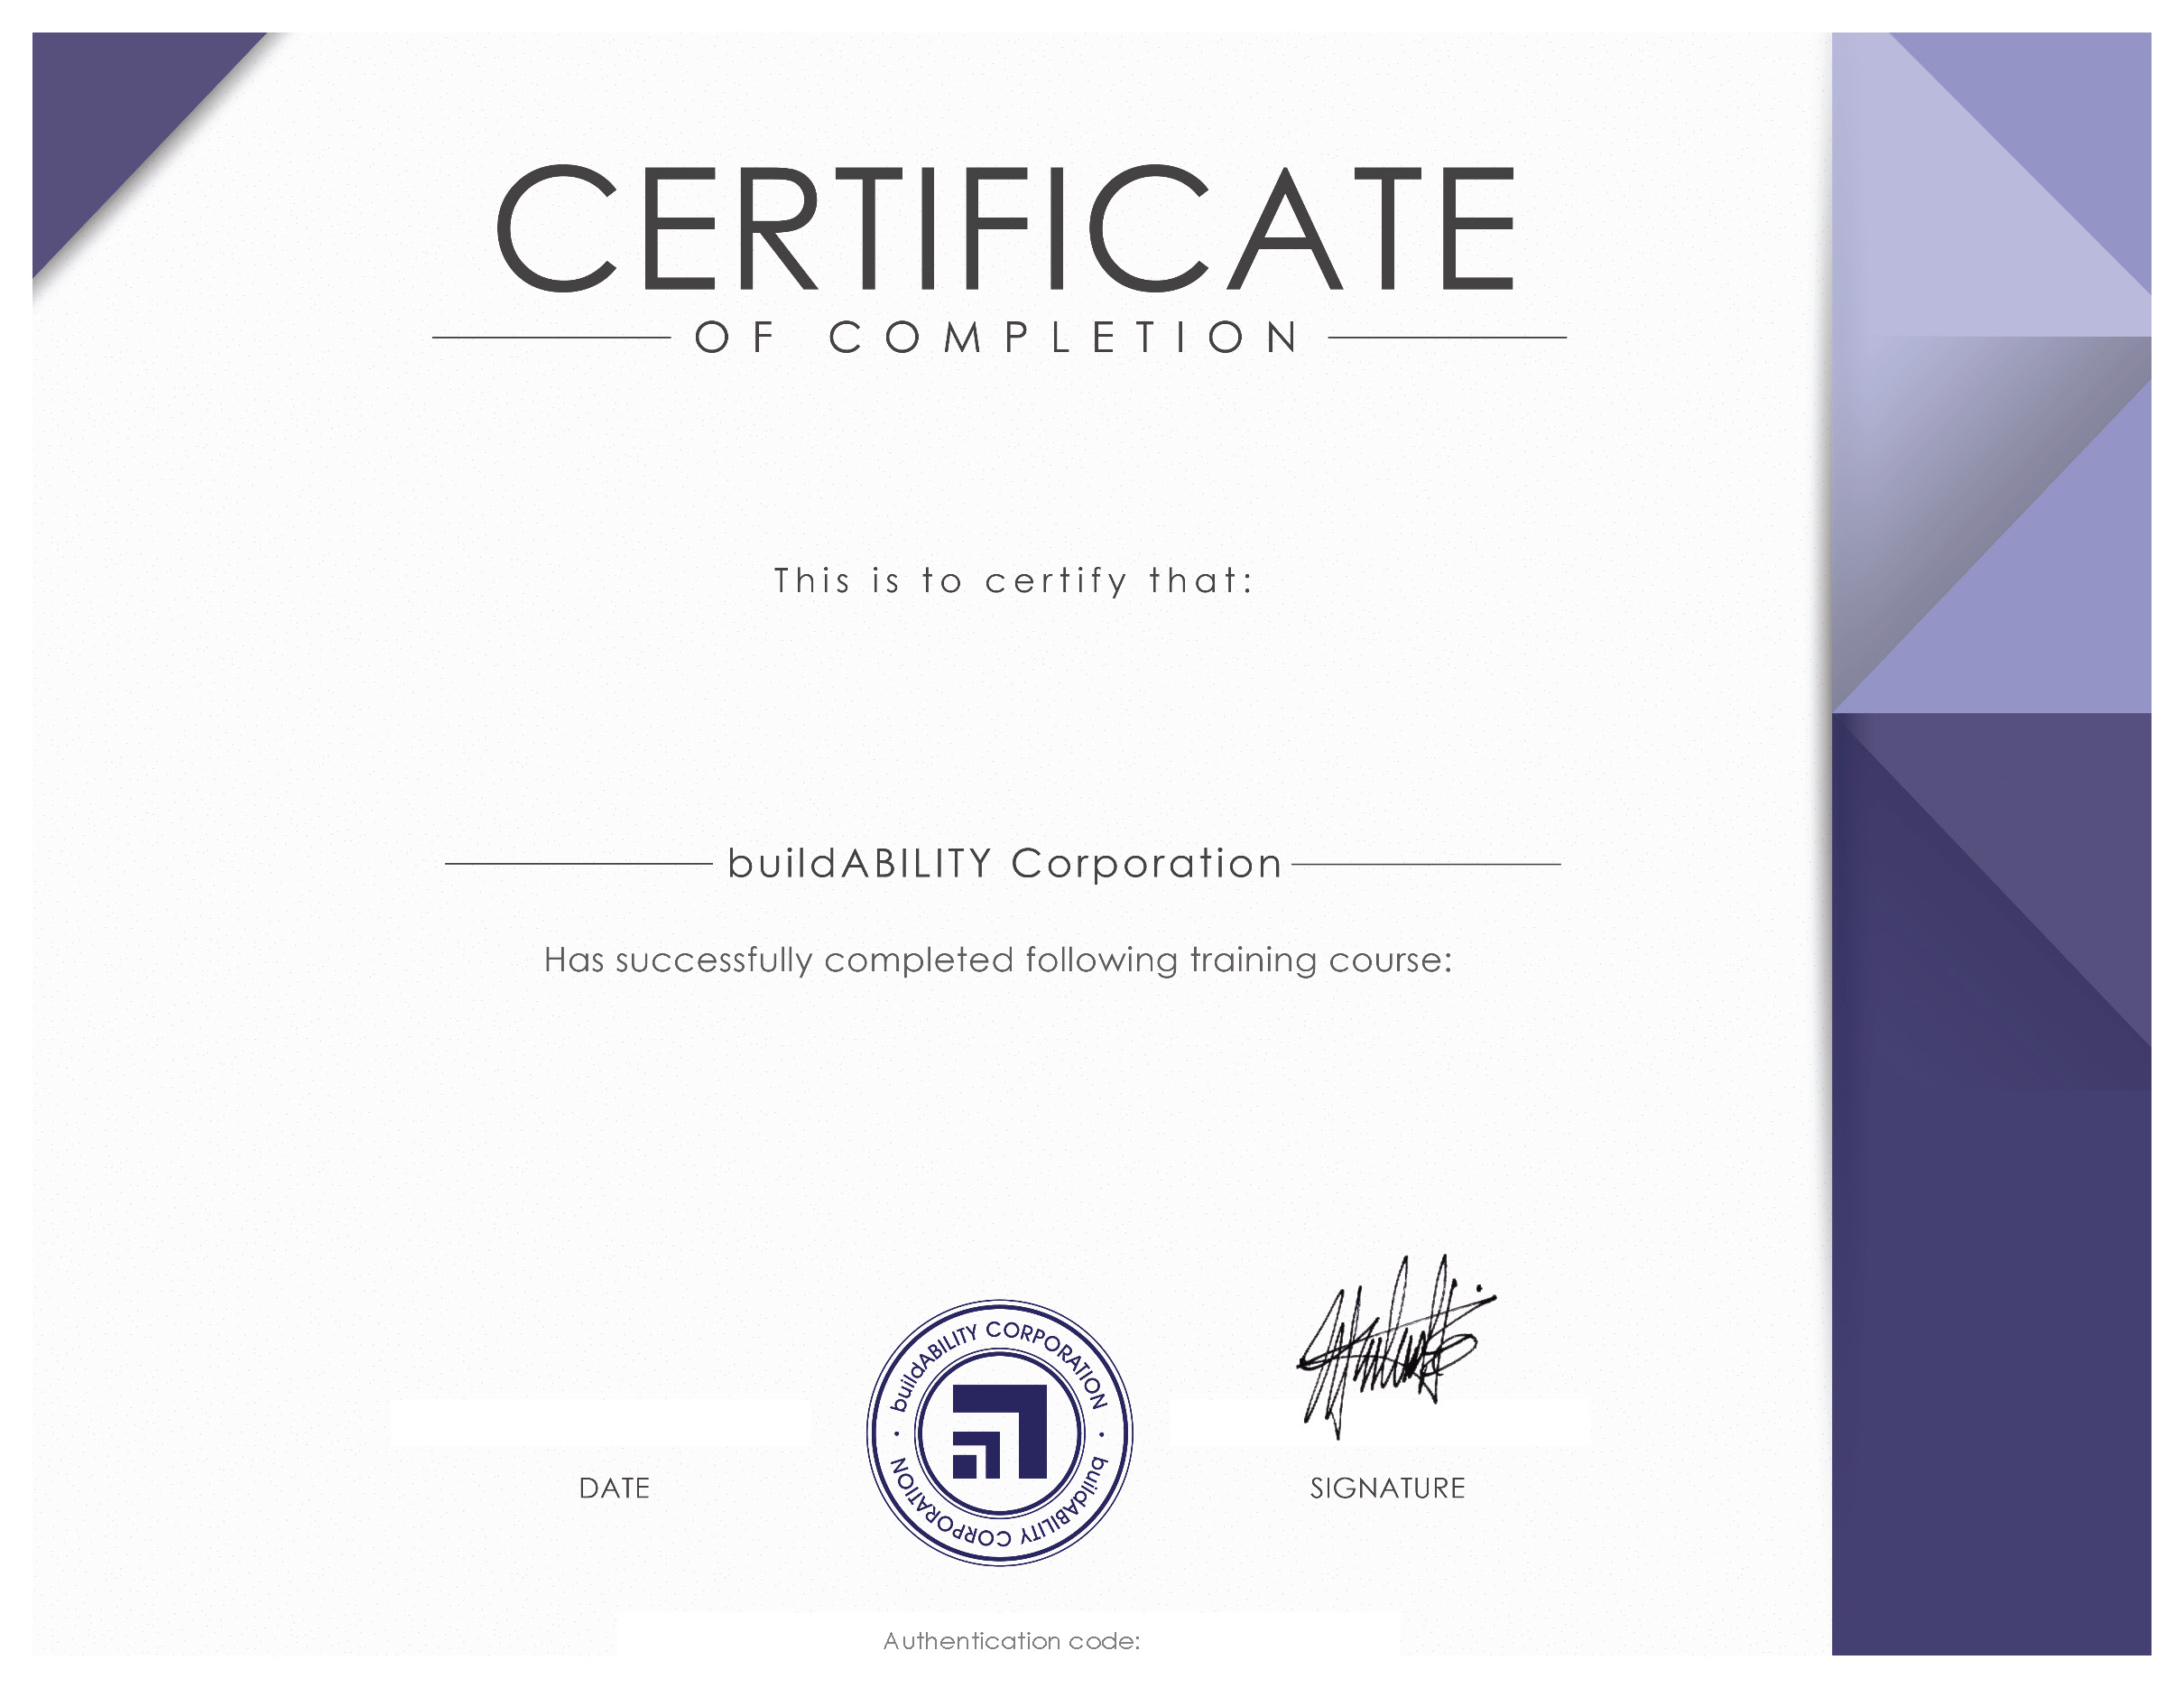 CERTIFICATE
OF COMPLETION
This is to certify that:
buildABILITY Corporation
Has successfully completed following training course:
buildABILITY CORPORATION · buildABILITY CORPORATION ·
DATE
SIGNATURE
Authentication code: